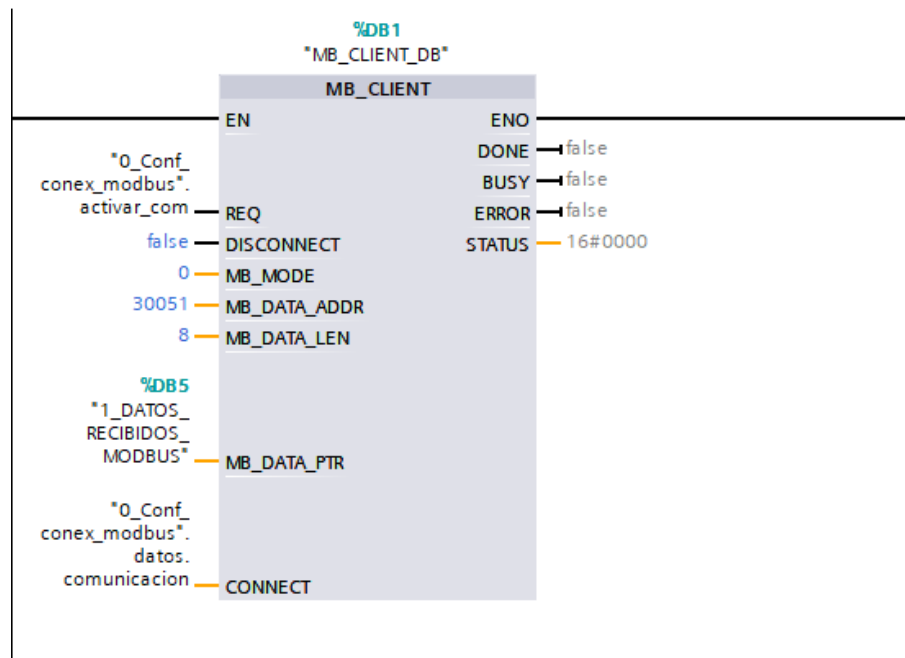 %DB1
"MB_CLIENT_DB"
MB_CLIENT
EN
ENO
DONE
false
BUSY
false
"0_Conf_
conex_modbus".
activar_com
REQ
ERROR
false
false
DISCONNECT
STATUS
16#0000
0
MB_MODE
30051
MB_DATA_ADDR
8
MB_DATA_LEN
%DB5
"1_DATOS_
RECIBIDOS_
MODBUS"
MB_DATA_PTR
"0_Conf_
conex_modbus".
datos.
comunicacion
CONNECT